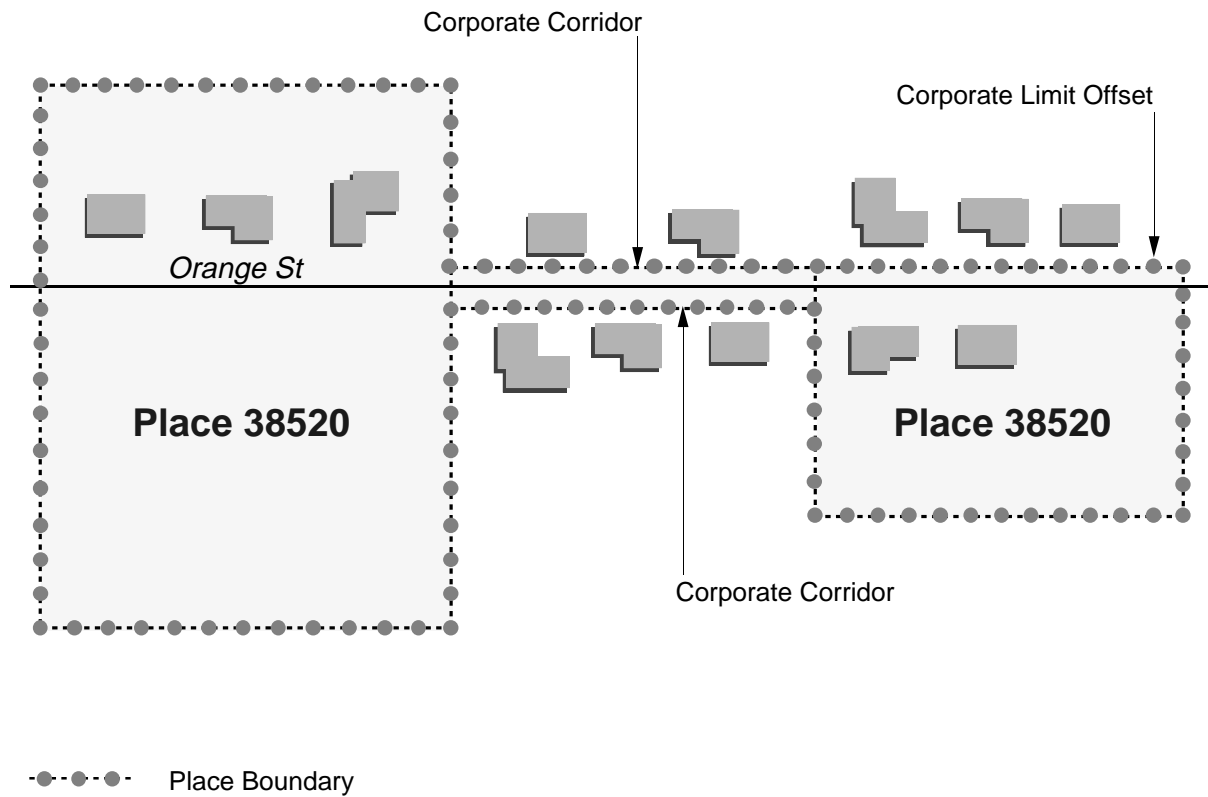 Corporate Corridor
Corporate Limit Offset
Orange St
Place 38520
Place 38520
Corporate Corridor
Place Boundary